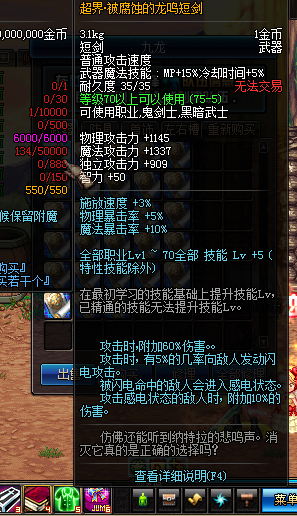 超界·被腐蚀的龙鸣短剑
3.1kg 1金币
短剑 武器
普通攻击速度
武器魔法技能：MP+15%冷却时间+5%
耐久度 35/35 无法交易
等级70以上可以使用 (75-5)
可使用职业,鬼剑士,黑暗武士
物理攻击力 +1145
魔法攻击力 +1337
独立攻击力 +909
智力 +50
施放速度 +3%
物理暴击率 +5%
魔法暴击率 +10%
全部职业Lv1 ~ 70全部 技能 Lv +5 (
特性技能除外)
在最初学习的技能基础上提升技能Lv,
已精通的技能无法提升技能Lv。
攻击时,附加60%伤害。
攻击时,有5%的几率向敌人发动闪
电攻击。
被闪电命中的敌人会进入感电状态。
攻击感电状态的敌人时,附加10%的
伤害。
仿佛还能听到纳特拉的悲鸣声。消
灭它真的是正确的选择吗?
查看详细说明(F4)
0,000,000金币
0/1
0/30
1/10000
0/300
6000/6000
134/50000
0/880
0/150
550/550
候保留附魔
购买』
买若干个』
出售
3
4
5
JUM6
菜单